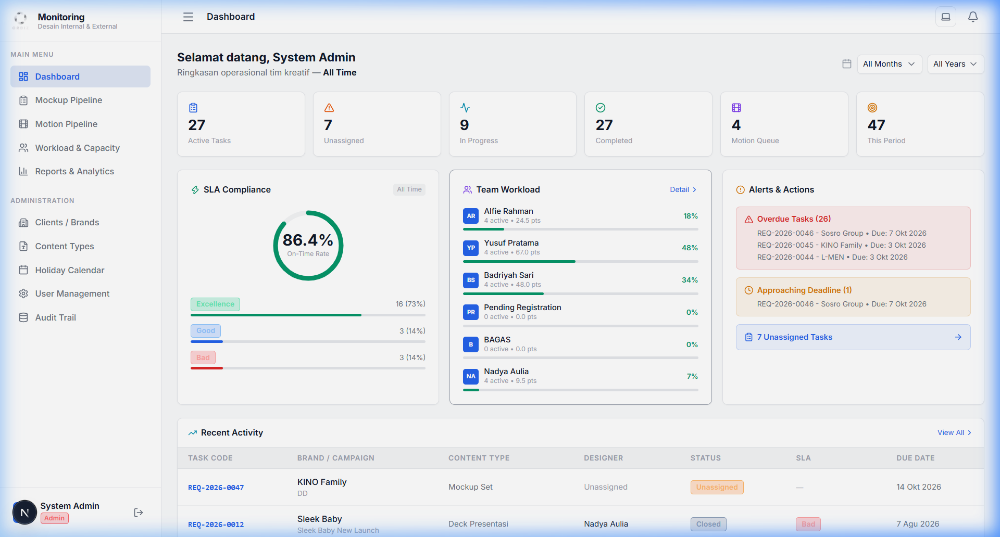 Monitoring
Desain Internal & External
ORBIT
MAIN MENU
Dashboard
Mockup Pipeline
Motion Pipeline
Workload & Capacity
Reports & Analytics
ADMINISTRATION
Clients / Brands
Content Types
Holiday Calendar
User Management
Audit Trail
N
System Admin
Admin
Dashboard
Selamat datang, System Admin
Ringkasan operasional tim kreatif — All Time
All Months
All Years
27
Active Tasks
7
Unassigned
9
In Progress
27
Completed
4
Motion Queue
47
This Period
SLA Compliance
All Time
86.4%
On-Time Rate
Excellence 16 (73%)
Good 3 (14%)
Bad 3 (14%)
Team Workload
Detail
AR Alfie Rahman 18%
4 active • 24.5 pts
YP Yusuf Pratama 48%
4 active • 67.0 pts
BS Badriyah Sari 34%
4 active • 48.0 pts
PR Pending Registration 0%
0 active • 0.0 pts
B BAGAS 0%
0 active • 0.0 pts
NA Nadya Aulia 7%
4 active • 9.5 pts
Alerts & Actions
Overdue Tasks (26)
REQ-2026-0046 - Sosro Group • Due: 7 Okt 2026
REQ-2026-0045 - KINO Family • Due: 3 Okt 2026
REQ-2026-0044 - L-MEN • Due: 3 Okt 2026
Approaching Deadline (1)
REQ-2026-0046 - Sosro Group • Due: 7 Okt 2026
7 Unassigned Tasks
Recent Activity
View All
TASK CODE BRAND / CAMPAIGN CONTENT TYPE DESIGNER STATUS SLA DUE DATE
REQ-2026-0047 KINO Family Mockup Set Unassigned Unassigned — 14 Okt 2026
DD
REQ-2026-0012 Sleek Baby Deck Presentasi Nadya Aulia Closed Bad 7 Agu 2026
Sleek Baby New Launch